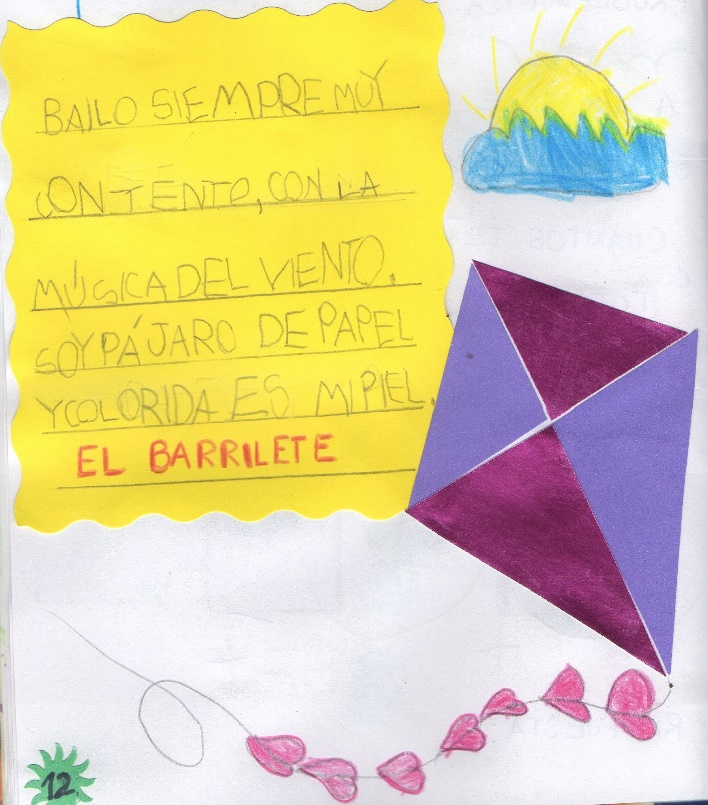 BAILO SIEMPRE MUY
CONTENTO, CON LA
MÚSICA DEL VIENTO.
SOY PÁJARO DE PAPEL
Y COLORIDA ES MI PIEL.
EL BARRILETE
12